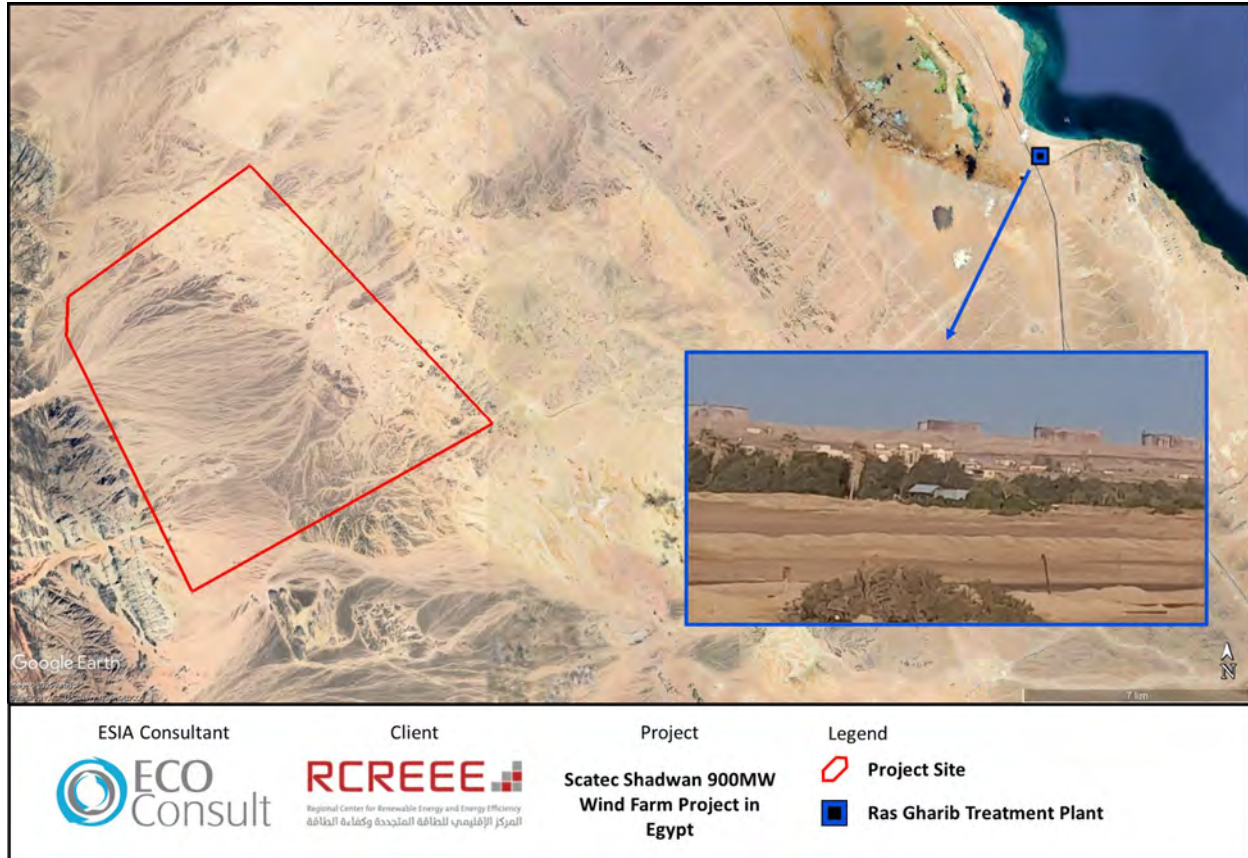 Google Earth
7 km
N
ESIA Consultant
ECO
Consult
Client
RCREEE
Regional Center for Renewable Energy and Energy Efficiency
المركز الإقليمي للطاقة المتجددة وكفاءة الطاقة
Project
Scatec Shadwan 900MW
Wind Farm Project in
Egypt
Legend
Project Site
Ras Gharib Treatment Plant